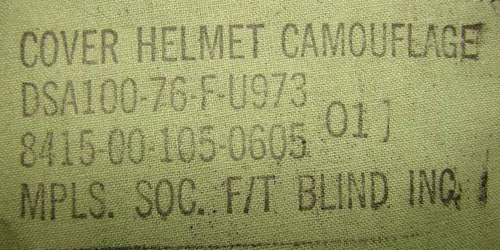 COVER HELMET CAMOUFLAGE
DSA100-76-F-U973
8415-00-105-0605 01]
MPLS. SOC. F/T BLIND INC.